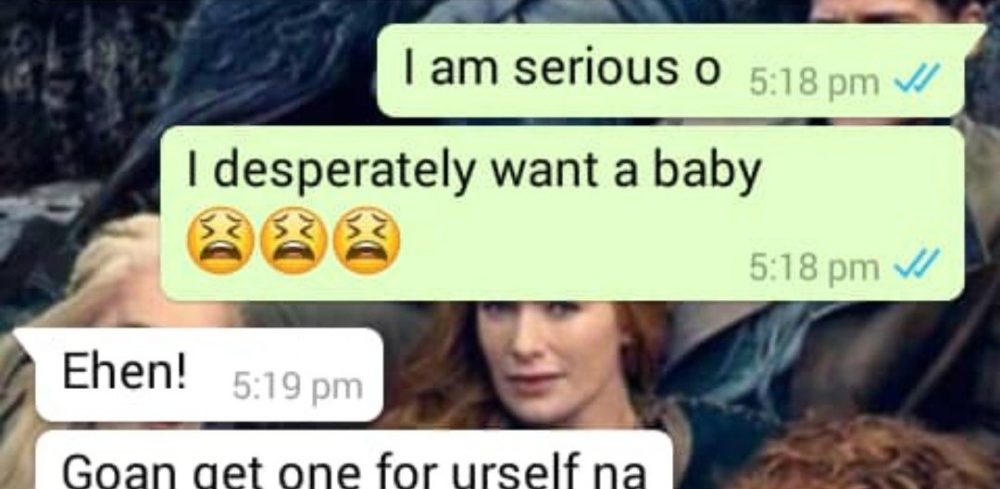 I am serious o 5:18 pm
I desperately want a baby
😫😫😫
5:18 pm
Ehen! 5:19 pm
Goan get one for urself na